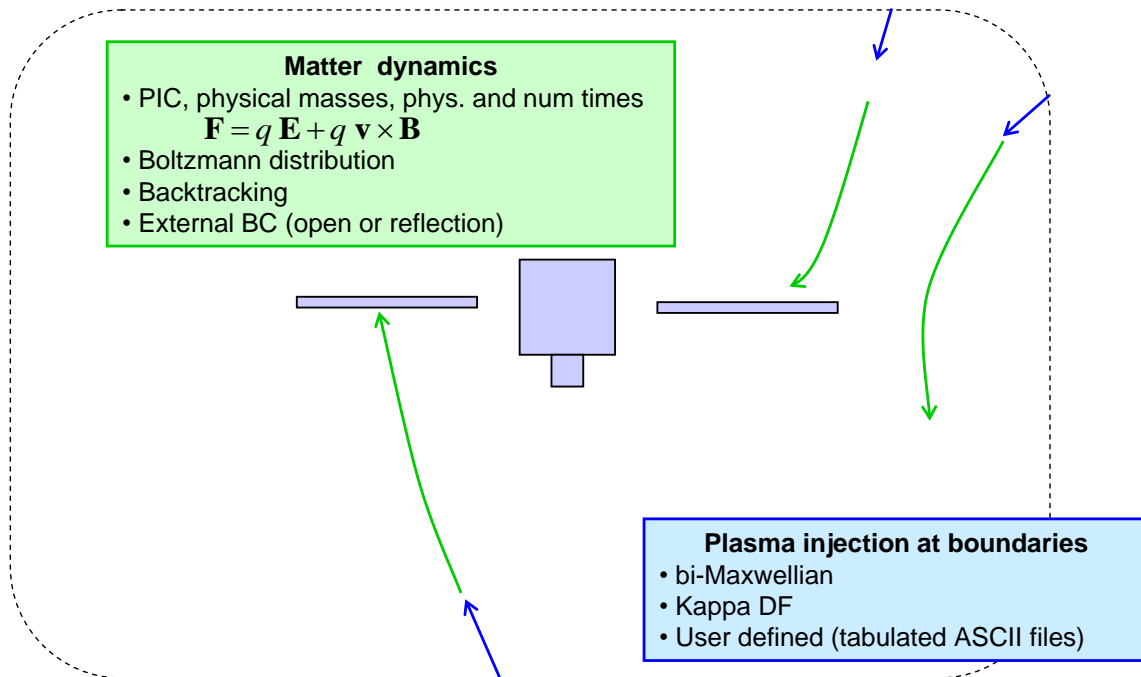 Matter dynamics
• PIC, physical masses, phys. and num times
F = q E + q v × B
• Boltzmann distribution
• Backtracking
• External BC (open or reflection)
Plasma injection at boundaries
• bi-Maxwellian
• Kappa DF
• User defined (tabulated ASCII files)